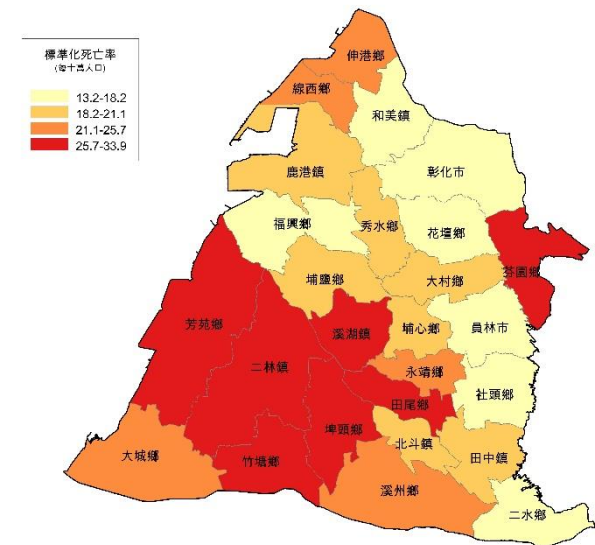 標準化死亡率
(每十萬人口)
13.2-18.2
18.2-21.1
21.1-25.7
25.7-33.9
伸港鄉
線西鄉
和美鎮
彰化市
鹿港鎮
福興鄉
秀水鄉
花壇鄉
芬園鄉
埔鹽鄉
大村鄉
芳苑鄉
溪湖鎮
埔心鄉
員林市
二林鎮
永靖鄉
社頭鄉
田尾鄉
埤頭鄉
北斗鎮
田中鎮
大城鄉
竹塘鄉
溪州鄉
二水鄉